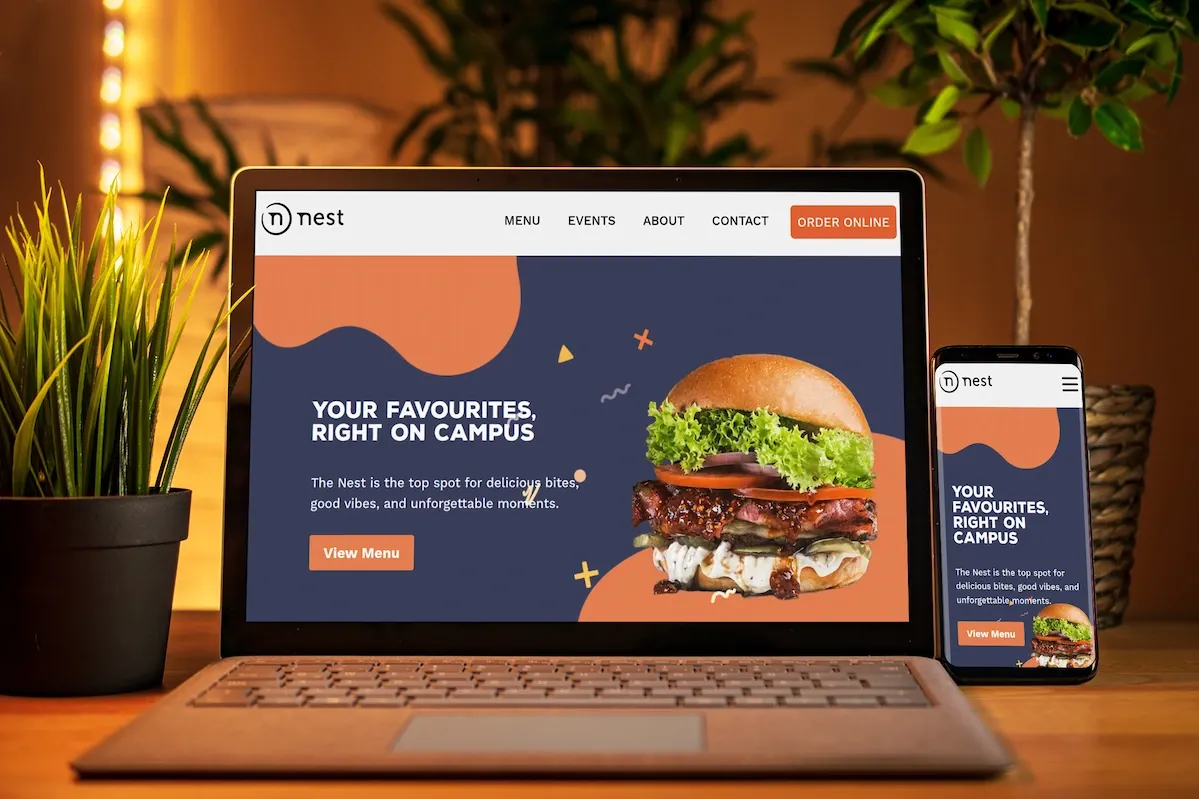 n nest
MENU EVENTS ABOUT CONTACT ORDER ONLINE
YOUR FAVOURITES,
RIGHT ON CAMPUS
The Nest is the top spot for delicious bites,
good vibes, and unforgettable moments.
View Menu
n nest
YOUR
FAVOURITES,
RIGHT ON
CAMPUS
The Nest is the top spot for
delicious bites, good vibes, and
unforgettable moments.
View Menu